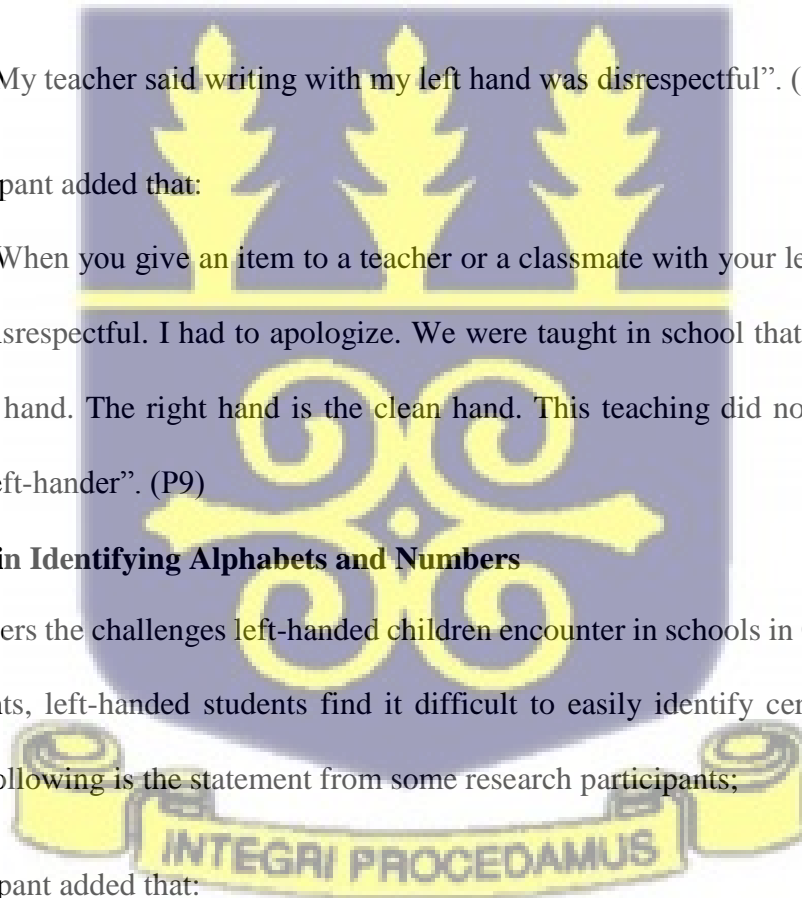 My teacher said writing with my left hand was disrespectful”. (
pant added that:
When you give an item to a teacher or a classmate with your le
isrespectful. I had to apologize. We were taught in school that
hand. The right hand is the clean hand. This teaching did no
eft-hander”. (P9)
in Identifying Alphabets and Numbers
ers the challenges left-handed children encounter in schools in
nts, left-handed students find it difficult to easily identify cer
ollowing is the statement from some research participants;
INTEGRI PROCEDAMUS
pant added that: